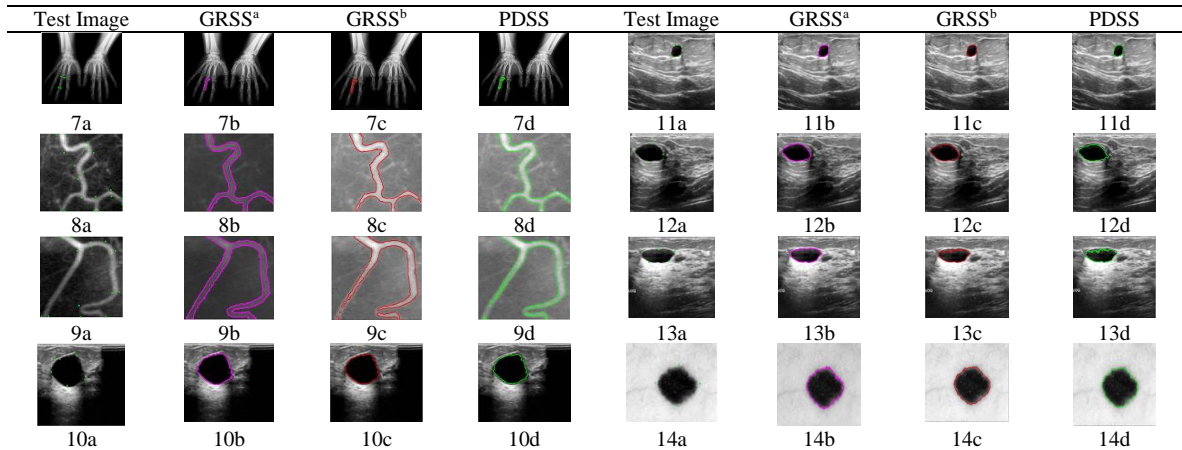 Test Image GRSSᵃ GRSSᵇ PDSS Test Image GRSSᵃ GRSSᵇ PDSS
7a 7b 7c 7d 11a 11b 11c 11d
8a 8b 8c 8d 12a 12b 12c 12d
9a 9b 9c 9d 13a 13b 13c 13d
10a 10b 10c 10d 14a 14b 14c 14d